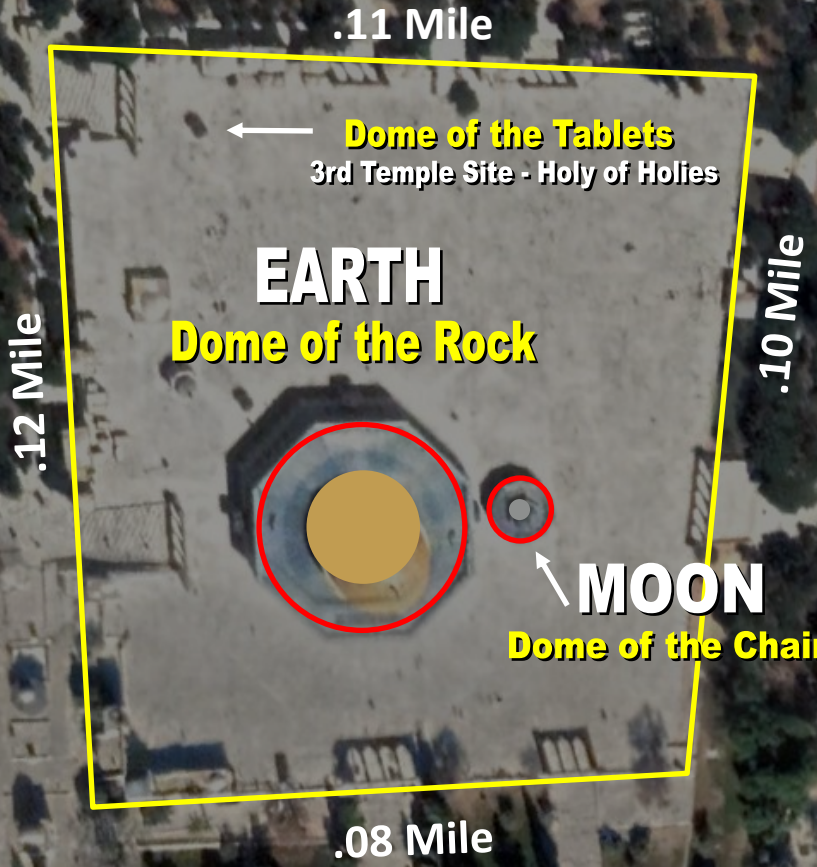 .11 Mile
Dome of the Tablets
3rd Temple Site - Holy of Holies
EARTH
Dome of the Rock
.12 Mile
.10 Mile
MOON
Dome of the Chain
.08 Mile